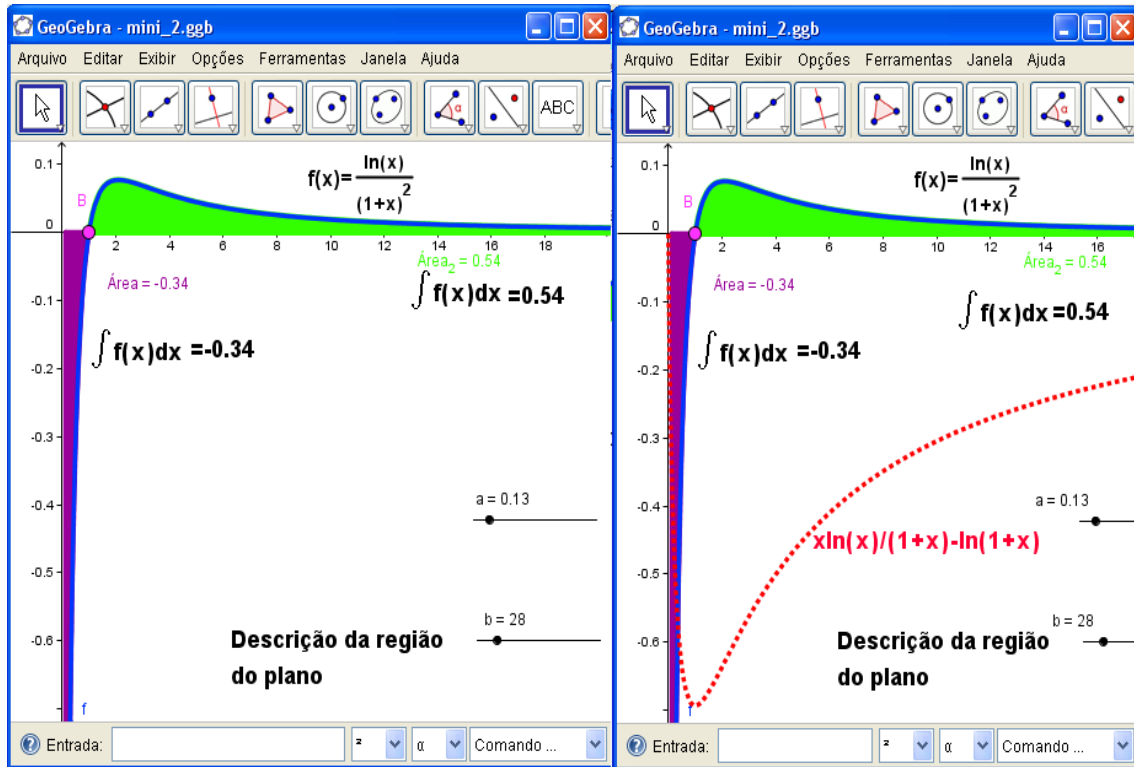 GeoGebra - mini_2.ggb
Arquivo Editar Exibir Opções Ferramentas Janela Ajuda
α ABC
0.1
f(x)= ln(x) / (1+x)²
B
0 2 4 6 8 10 12 14 16 18
Área = -0.34
Área₂ = 0.54
-0.1
∫ f(x)dx =0.54
∫ f(x)dx =-0.34
-0.2
-0.3
-0.4
a = 0.13
-0.5
-0.6
b = 28
Descrição da região
do plano
f
Entrada: ² α Comando ...
GeoGebra - mini_2.ggb
Arquivo Editar Exibir Opções Ferramentas Janela Ajuda
α
0.1
f(x)= ln(x) / (1+x)²
B
0 2 4 6 8 10 12 14 16
Área = -0.34
Área₂ = 0.54
-0.1
∫ f(x)dx =0.54
∫ f(x)dx =-0.34
-0.2
-0.3
-0.4
a = 0.13
xln(x)/(1+x)-ln(1+x)
-0.5
-0.6
b = 28
Descrição da região
do plano
f
Entrada: ² α Comando ...